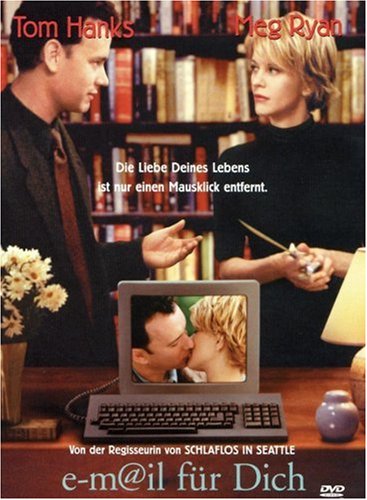 Tom Hanks Meg Ryan
Die Liebe Deines Lebens
ist nur einen Mausklick entfernt.
Von der Regisseurin von SCHLAFLOS IN SEATTLE
e-m@il für Dich
DVD